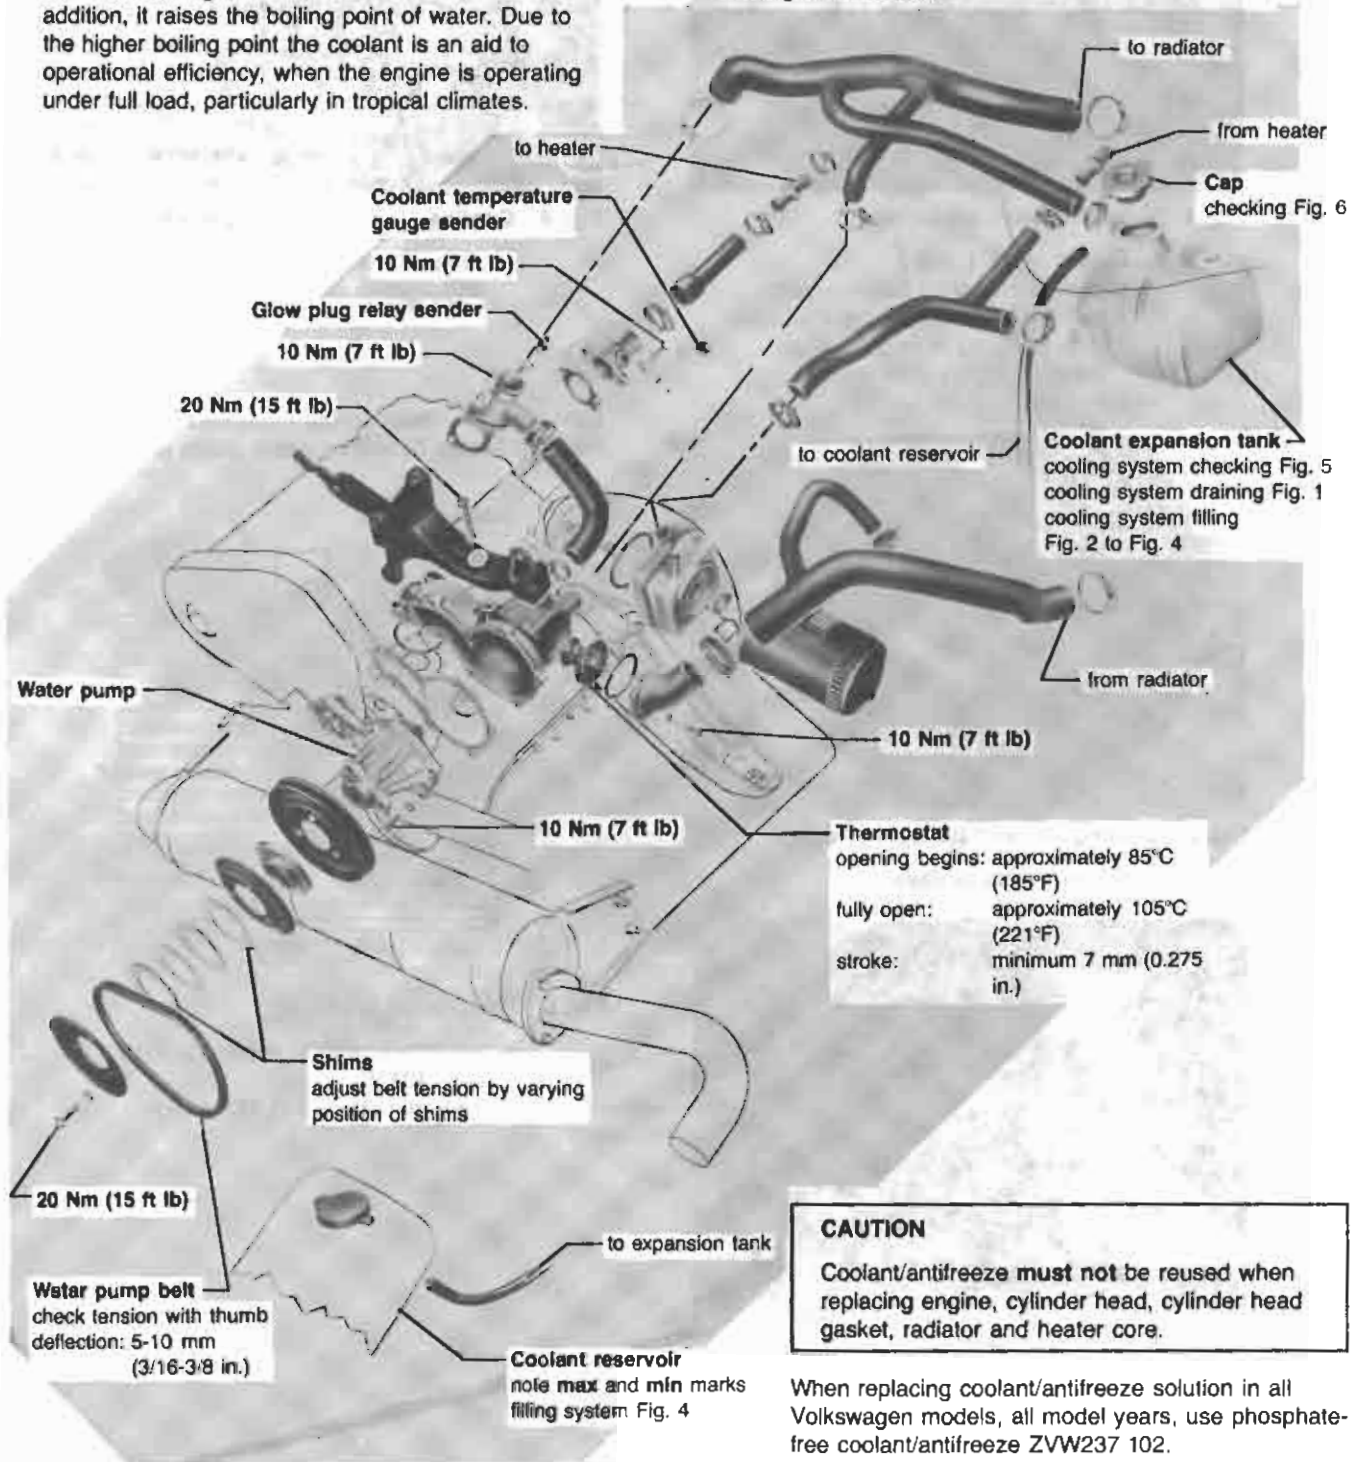 addition, it raises the boiling point of water. Due to
the higher boiling point the coolant is an aid to
operational efficiency, when the engine is operating
under full load, particularly in tropical climates.
to radiator
from heater
to heater
Cap
checking Fig. 6
Coolant temperature
gauge sender
10 Nm (7 ft lb)
Glow plug relay sender
10 Nm (7 ft lb)
20 Nm (15 ft lb)
to coolant reservoir
Coolant expansion tank
cooling system checking Fig. 5
cooling system draining Fig. 1
cooling system filling
Fig. 2 to Fig. 4
Water pump
from radiator
10 Nm (7 ft lb)
10 Nm (7 ft lb)
Thermostat
opening begins: approximately 85°C
(185°F)
fully open: approximately 105°C
(221°F)
stroke: minimum 7 mm (0.275
in.)
Shims
adjust belt tension by varying
position of shims
20 Nm (15 ft lb)
to expansion tank
Water pump belt
check tension with thumb
deflection: 5-10 mm
(3/16-3/8 in.)
Coolant reservoir
note max and min marks
filling system Fig. 4
CAUTION
Coolant/antifreeze must not be reused when
replacing engine, cylinder head, cylinder head
gasket, radiator and heater core.
When replacing coolant/antifreeze solution in all
Volkswagen models, all model years, use phosphate-
free coolant/antifreeze ZVW237 102.